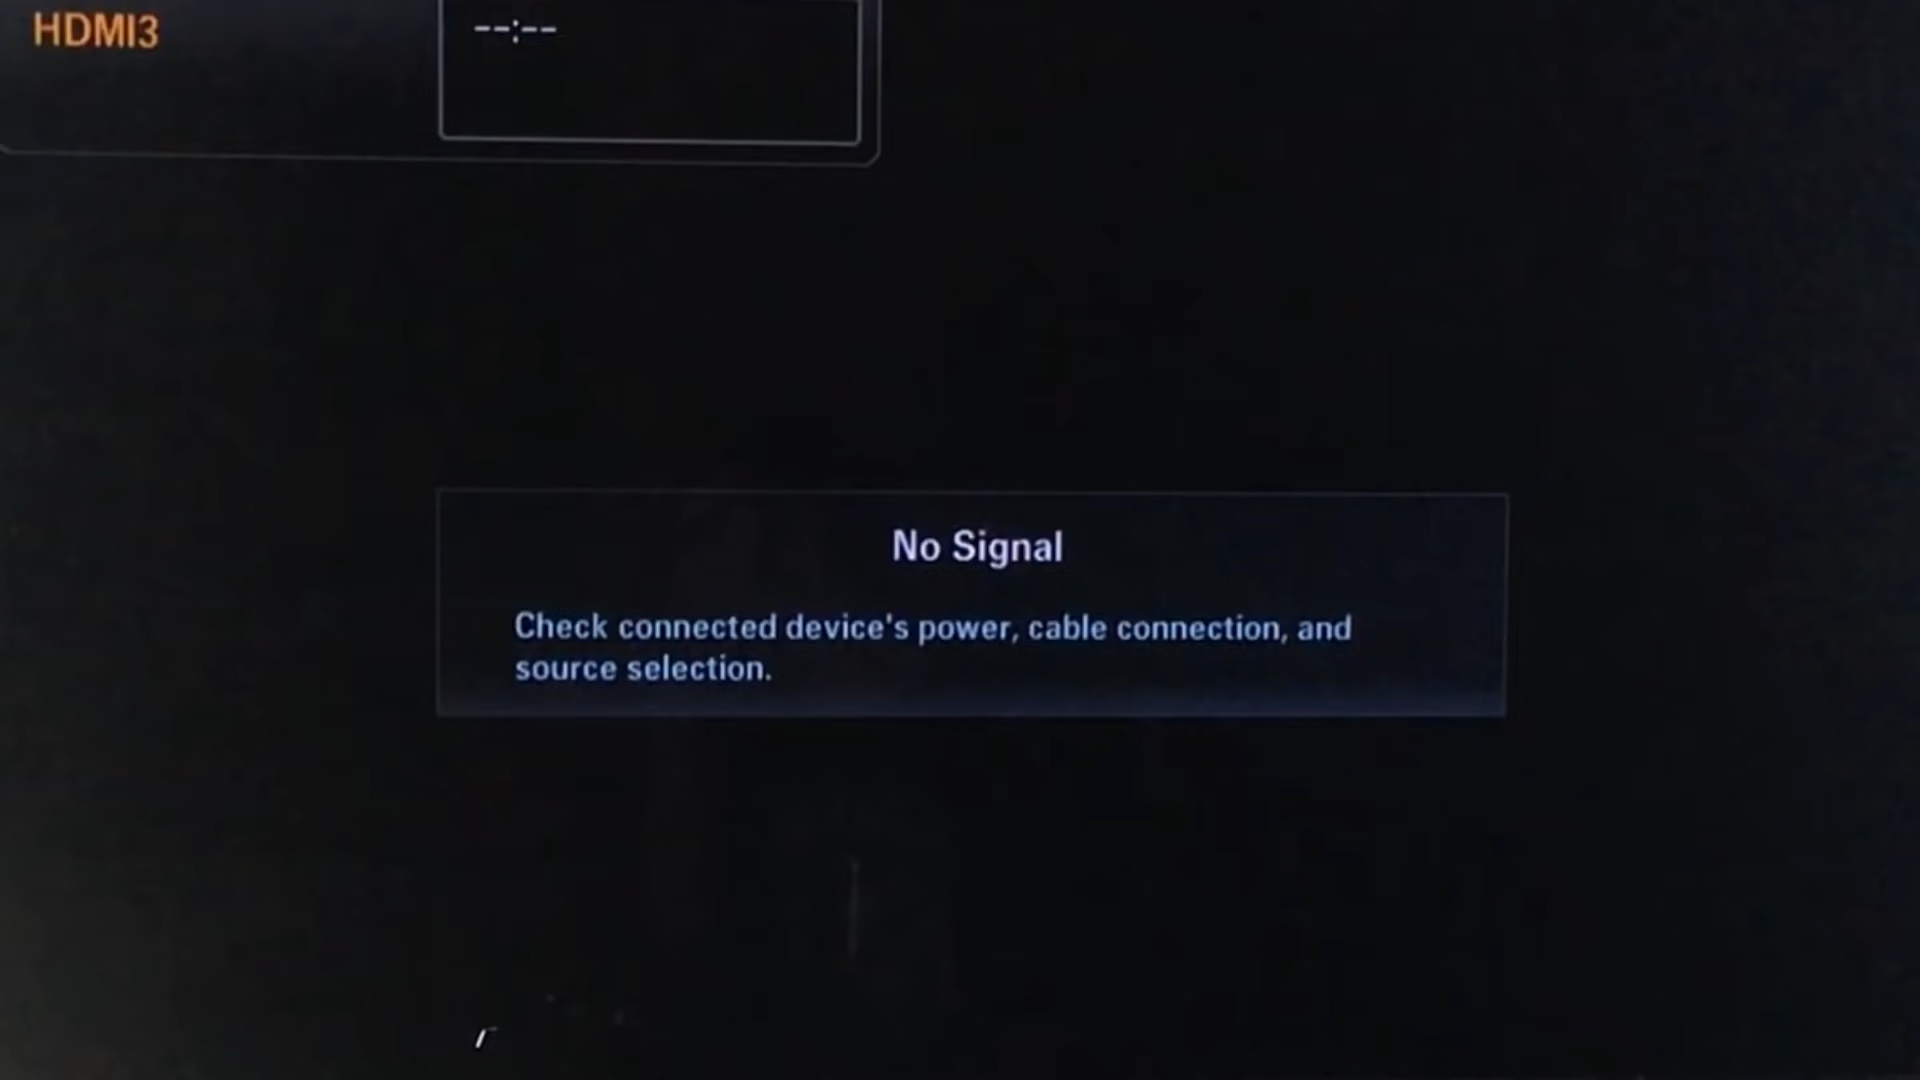 HDMI3
--:--
No Signal
Check connected device's power, cable connection, and
source selection.